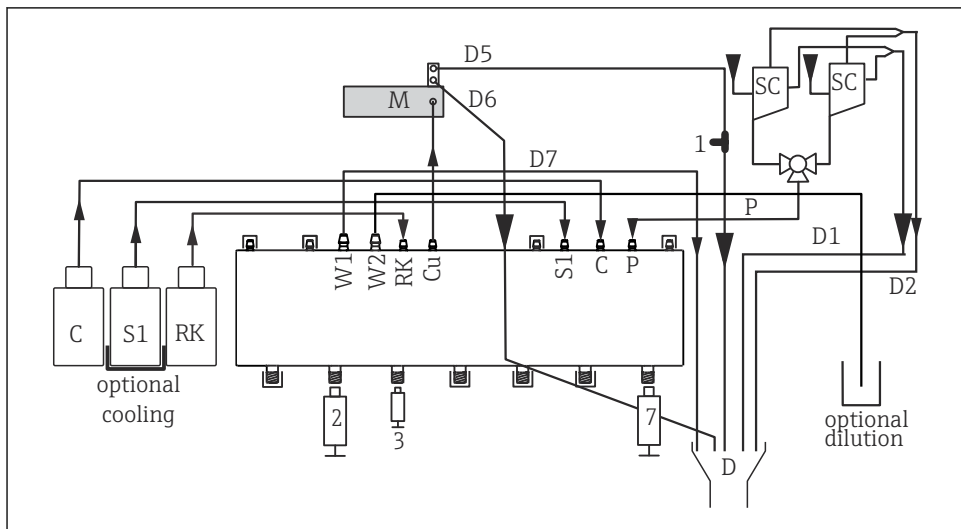 D5
SC
SC
M
D6
1
D7
P
D1
W1
W2
RK
Cu
S1
C
P
D2
C
S1
RK
optional
cooling
2
3
7
optional
dilution
D